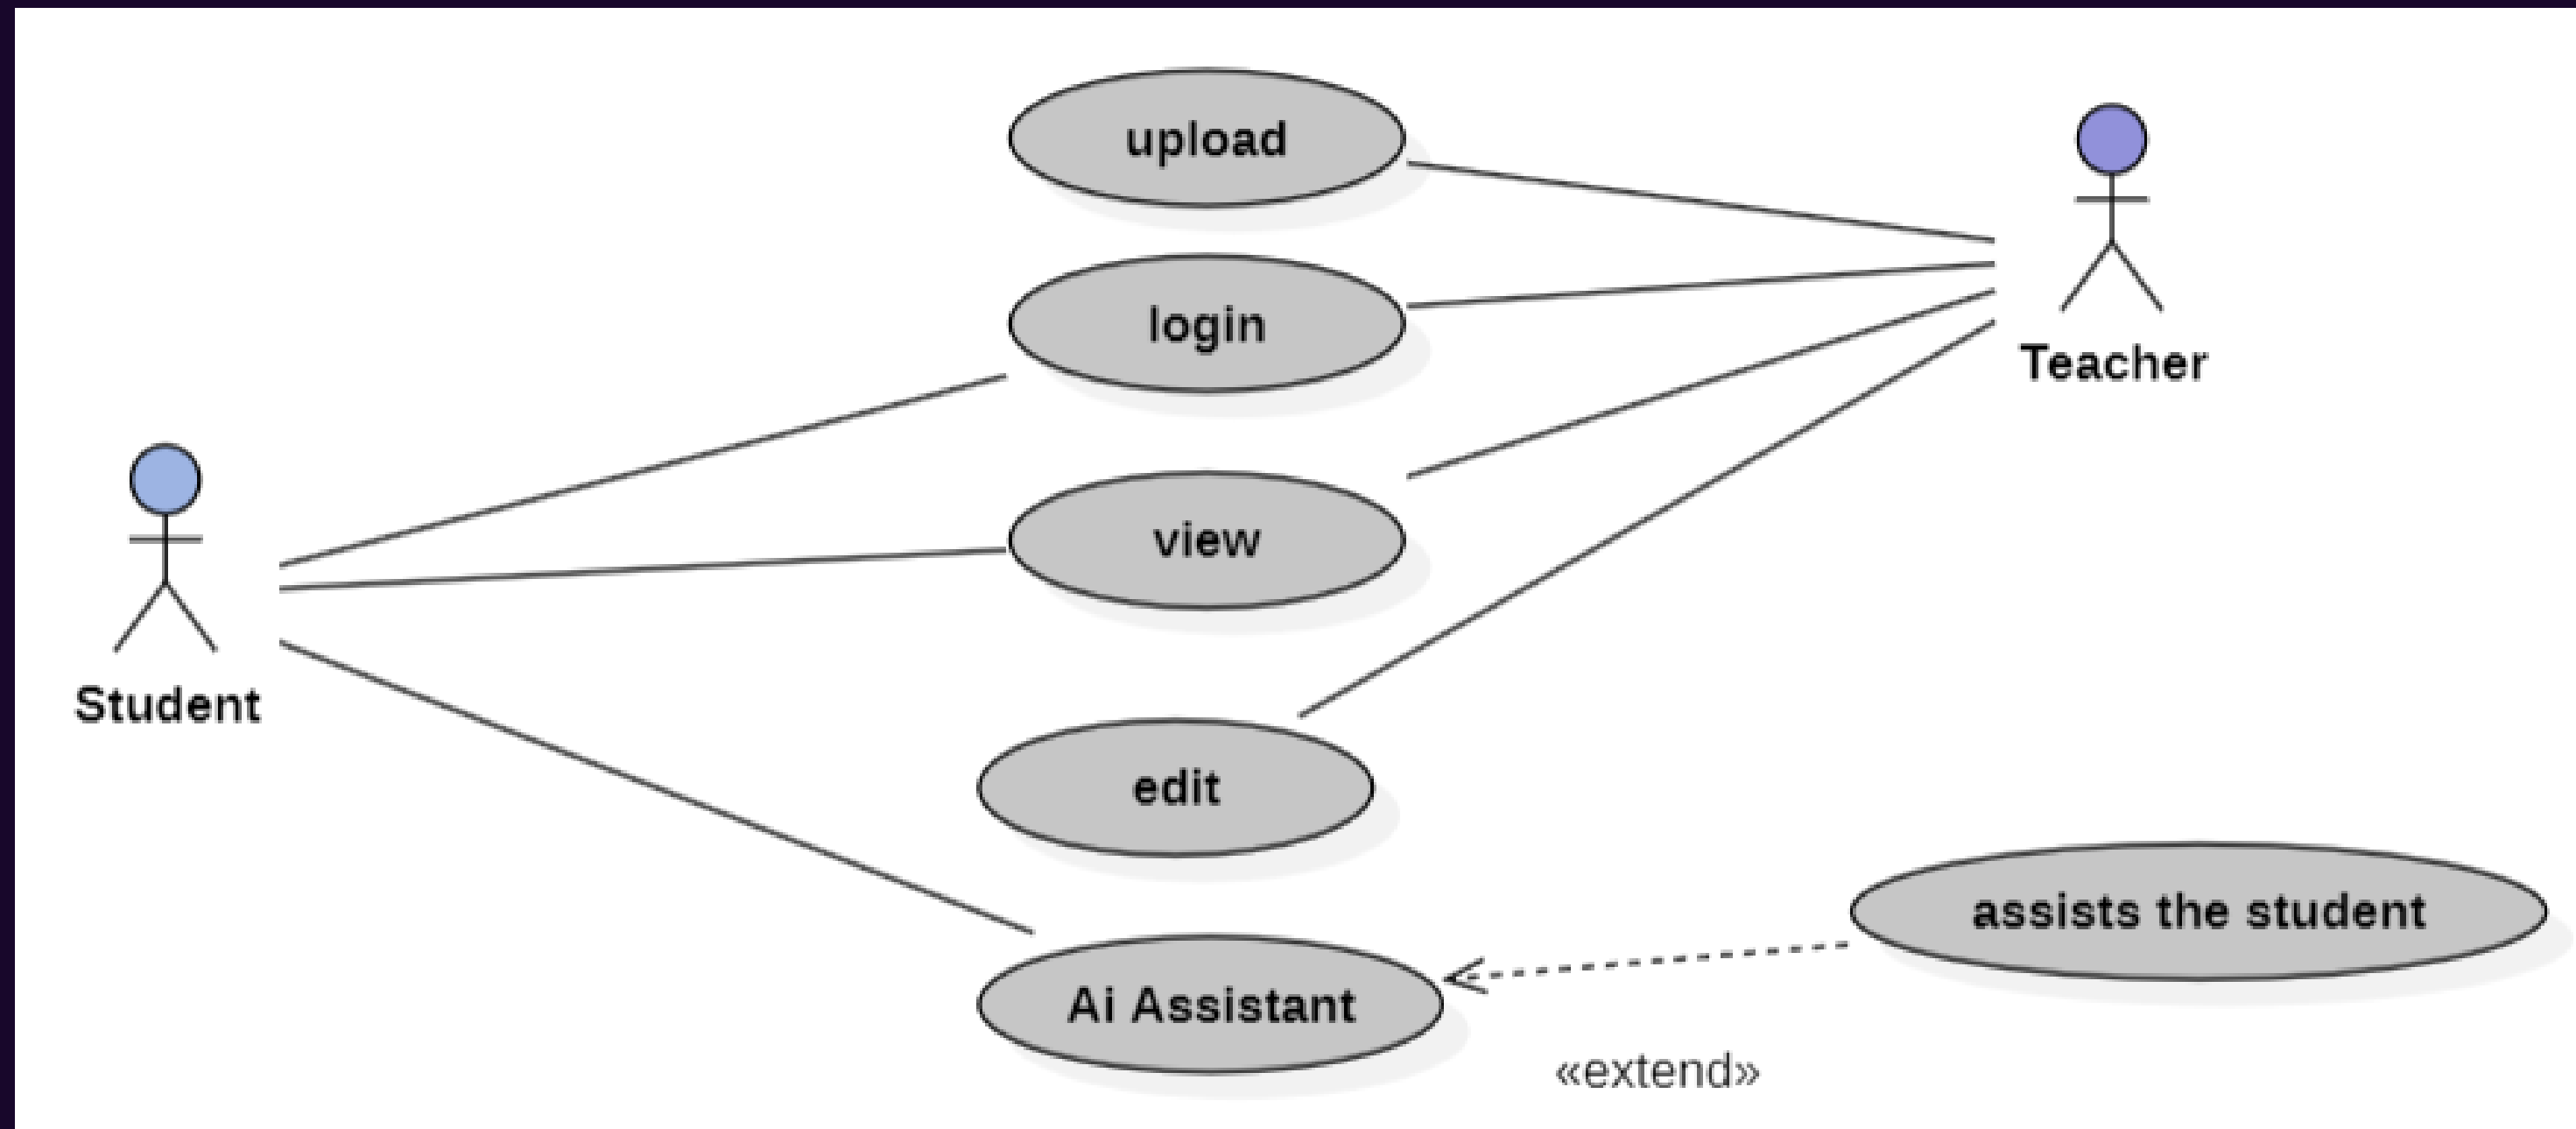 upload
login
Teacher
view
Student
edit
assists the student
Ai Assistant
«extend»